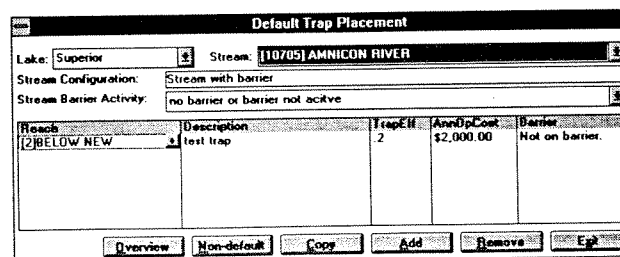 Default Trap Placement
Lake: Superior Stream: [10705] AMNICON RIVER
Stream Configuration: Stream with barrier
Stream Barrier Activity: no barrier or barrier not acitve
Reach Description TrapEff AnnOpCost Barrier
[2]BELOW NEW test trap .2 $2,000.00 Not on barrier.
Overview Non-default Copy Add Remove Exit